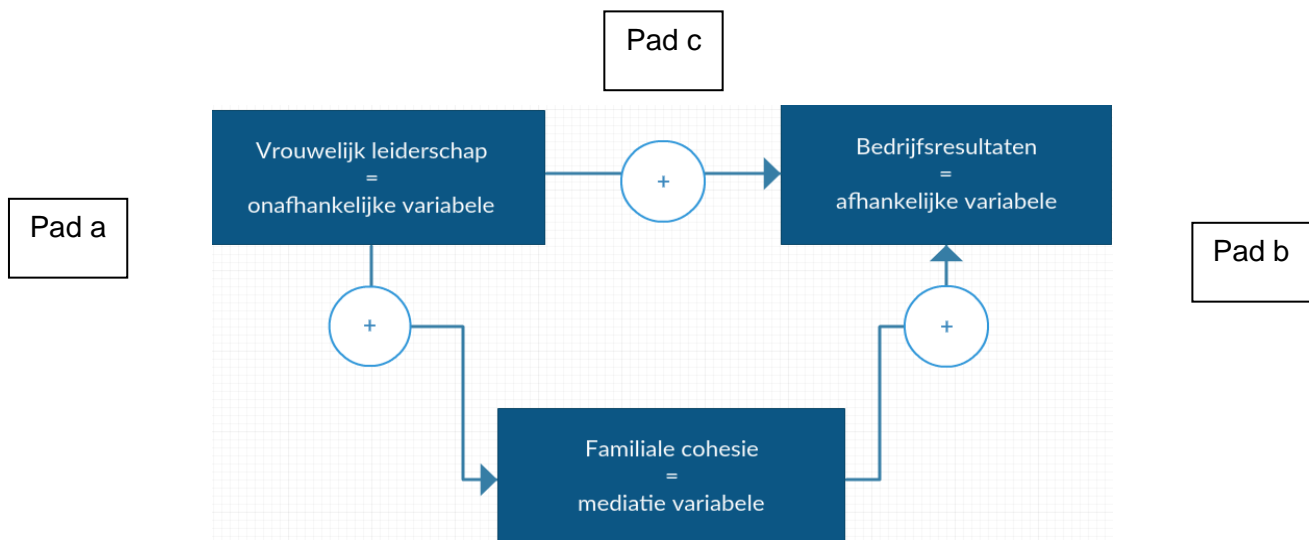 Pad c
Vrouwelijk leiderschap
=
onafhankelijke variabele
+
Bedrijfsresultaten
=
afhankelijke variabele
Pad a
Pad b
+
+
Familiale cohesie
=
mediatie variabele